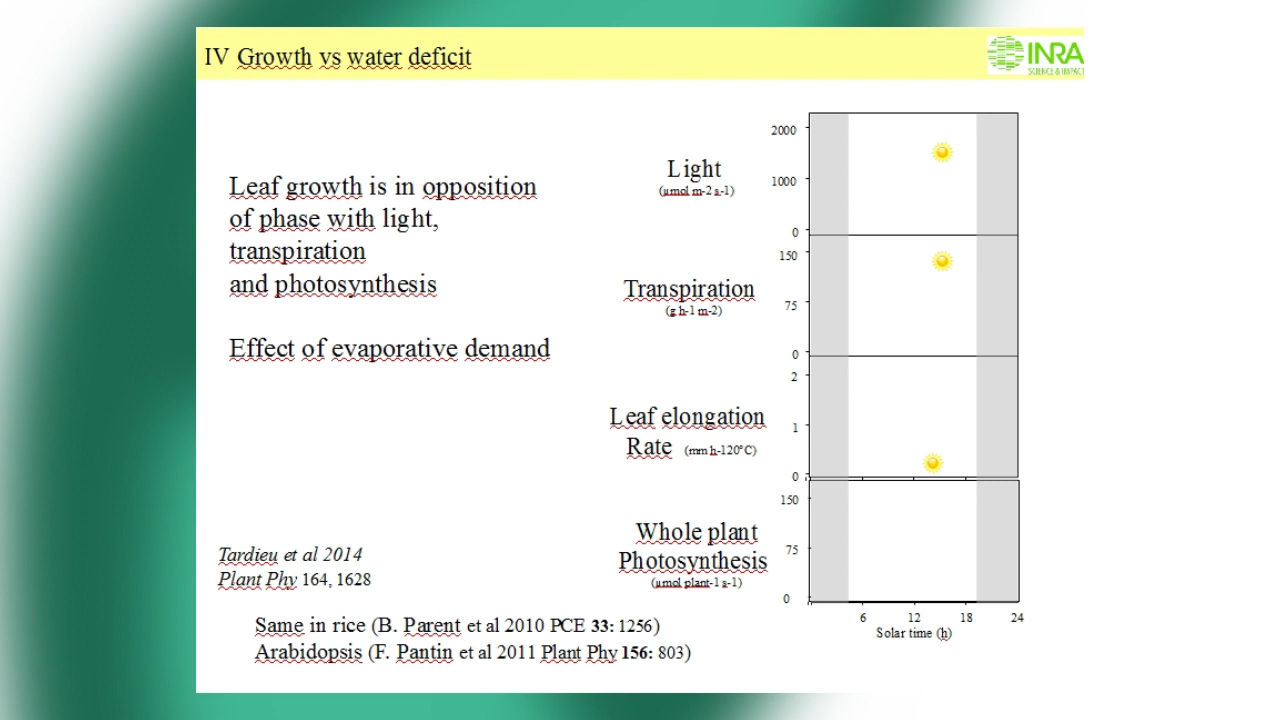 IV Growth vs water deficit
INRA
SCIENCE & IMPACT
Leaf growth is in opposition
of phase with light,
transpiration
and photosynthesis
Effect of evaporative demand
Light
(µmol m-2 s-1)
2000
1000
0
Transpiration
(g h-1 m-2)
150
75
0
Leaf elongation
Rate (mm h-120°C)
2
1
0
Whole plant
Photosynthesis
(µmol plant-1 s-1)
150
75
0
6 12 18 24
Solar time (h)
Tardieu et al 2014
Plant Phy 164, 1628
Same in rice (B. Parent et al 2010 PCE 33: 1256)
Arabidopsis (F. Pantin et al 2011 Plant Phy 156: 803)